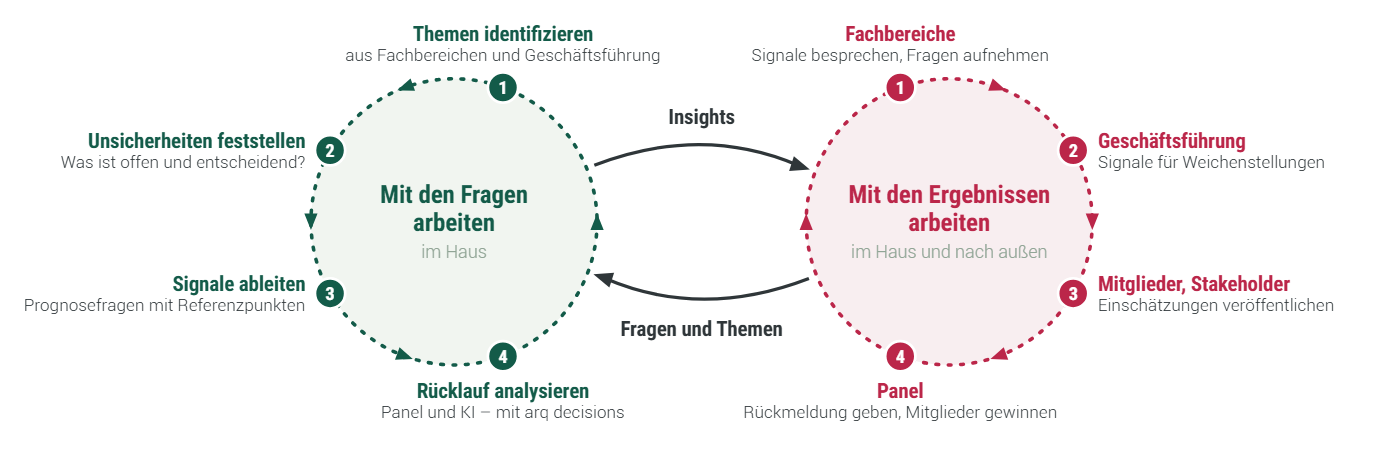 Themen identifizieren
aus Fachbereichen und Geschäftsführung
1
Unsicherheiten feststellen
Was ist offen und entscheidend?
2
Signale ableiten
Prognosefragen mit Referenzpunkten
3
4
Rücklauf analysieren
Panel und KI – mit arq decisions
Mit den Fragen
arbeiten
im Haus
Insights
Fragen und Themen
Fachbereiche
Signale besprechen, Fragen aufnehmen
1
2
Geschäftsführung
Signale für Weichenstellungen
3
Mitglieder, Stakeholder
Einschätzungen veröffentlichen
4
Panel
Rückmeldung geben, Mitglieder gewinnen
Mit den Ergebnissen
arbeiten
im Haus und nach außen